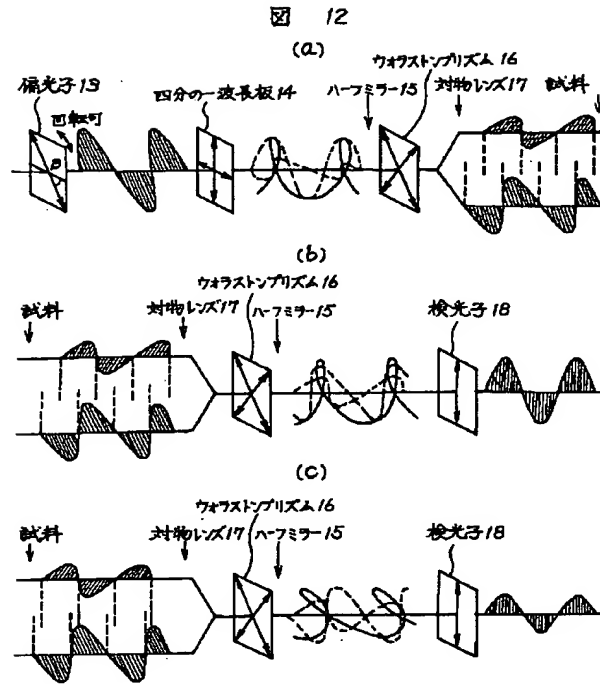 図 12
(a)
ウォラストンプリズム16
偏光子13
四分の一波長板14
ハーフミラー15
対物レンズ17
試料
回転可
P
(b)
ウォラストンプリズム16
試料
対物レンズ17
ハーフミラー15
検光子18
(c)
ウォラストンプリズム16
試料
対物レンズ17
ハーフミラー15
検光子18